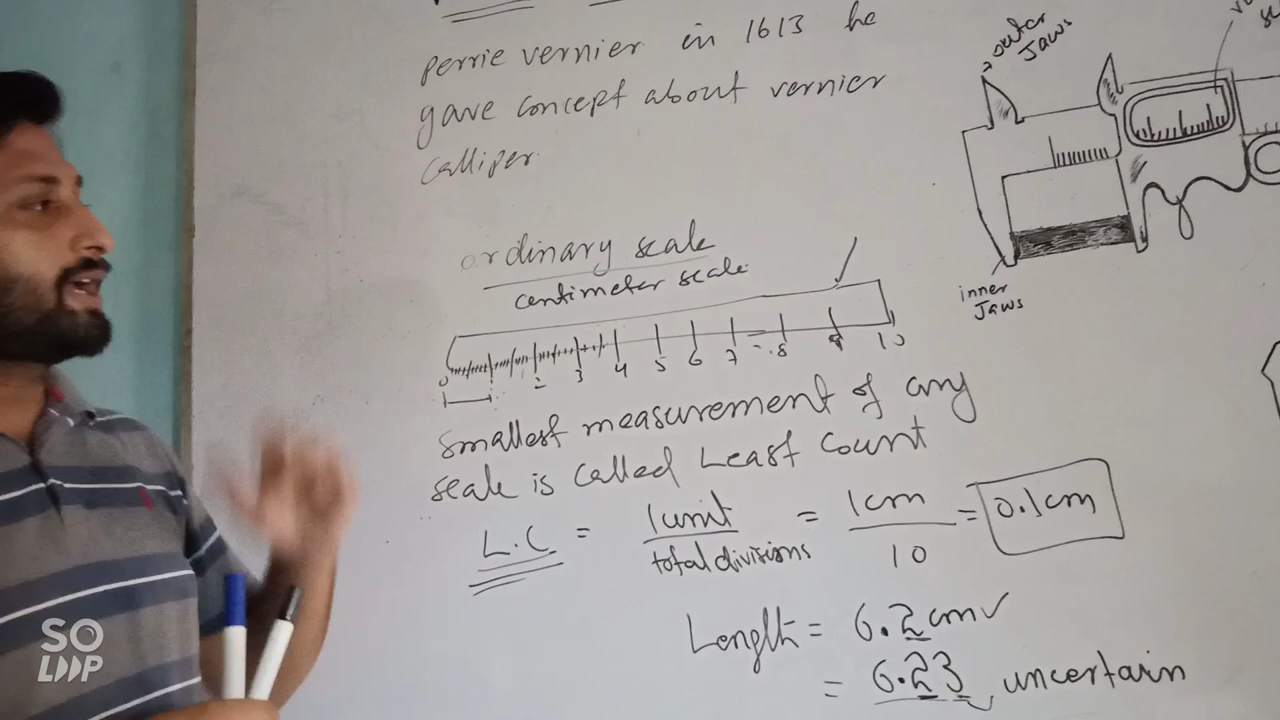 perrie vernier in 1613 he
gave concept about vernier
calliper.
outer
Jaws
inner
Jaws
ordinary scale
centimeter scale
0 2 3 4 5 6 7 8 9 10
Smallest measurement of any
scale is called Least Count
L.C = 1 unit / total divisions = 1cm / 10 = 0.1cm
Length = 6.2cm
= 6.23 uncertain
SO
LOOP